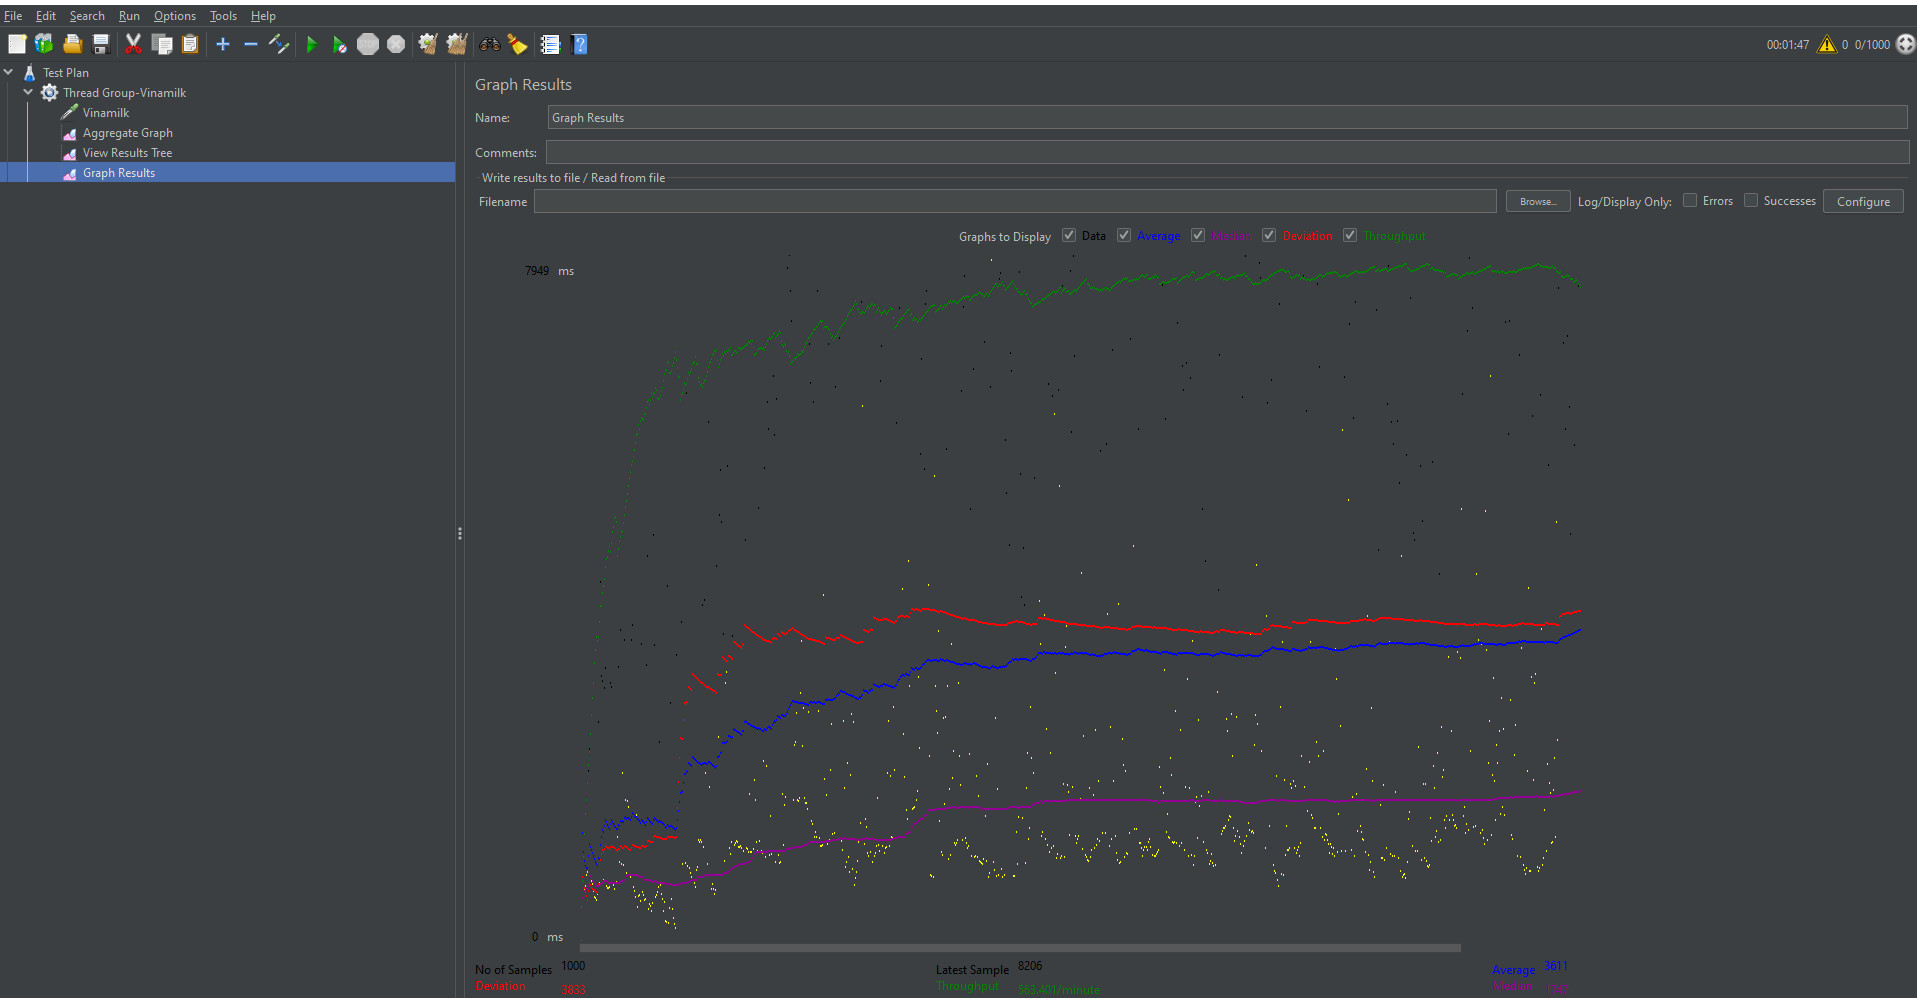 File Edit Search Run Options Tools Help
00:01:47 0 0/1000
Test Plan
Thread Group-Vinamilk
Vinamilk
Aggregate Graph
View Results Tree
Graph Results
Graph Results
Name: Graph Results
Comments:
Write results to file / Read from file
Filename Browse... Log/Display Only: Errors Successes Configure
Graphs to Display Data Average Median Deviation Throughput
7949 ms
0 ms
No of Samples 1000 Latest Sample 8206 Average 3611
Deviation 3833 Throughput 563.401/minute Median